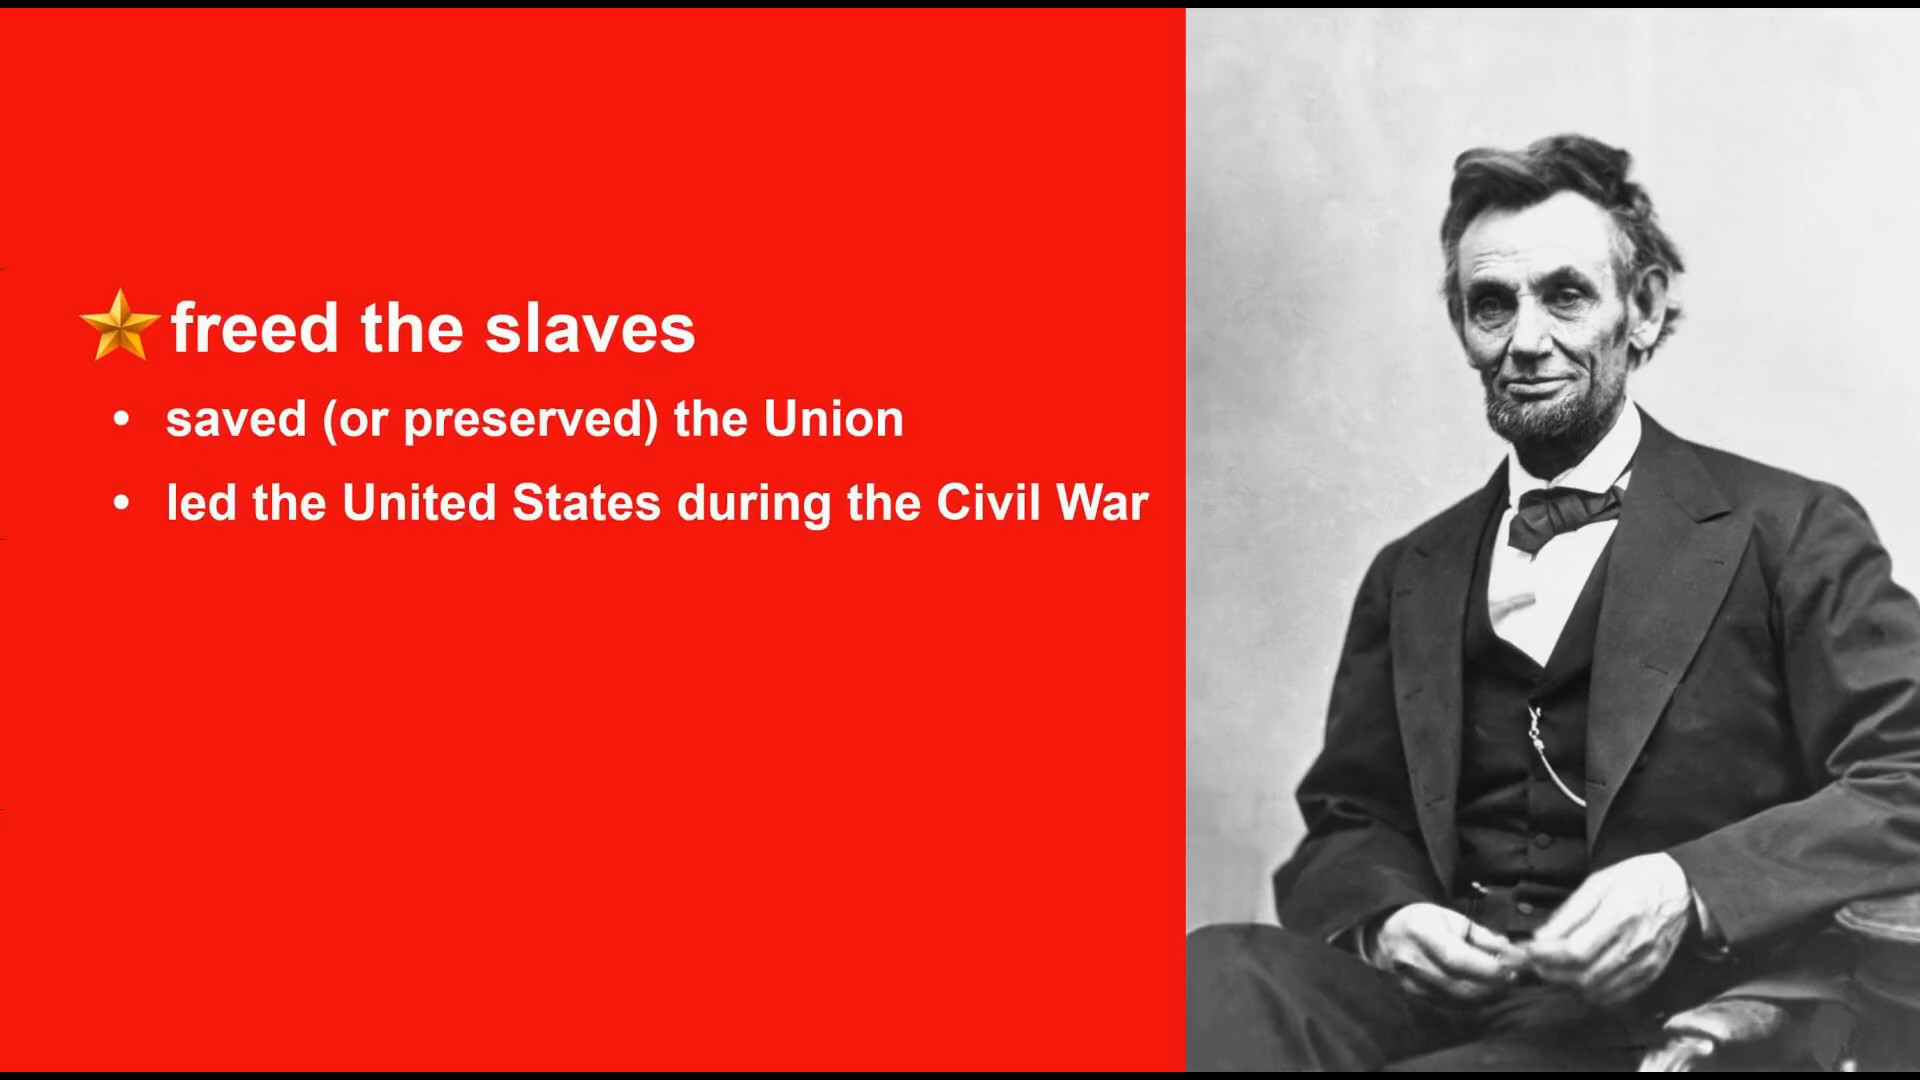 freed the slaves
• saved (or preserved) the Union
• led the United States during the Civil War